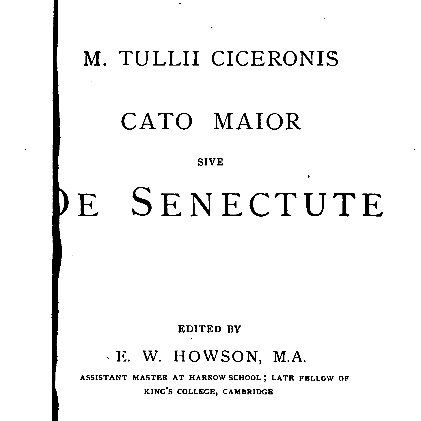 M. TULLII CICERONIS
CATO MAIOR
SIVE
DE SENECTUTE
EDITED BY
E. W. HOWSON, M.A.
ASSISTANT MASTER AT HARROW SCHOOL; LATE FELLOW OF
KING'S COLLEGE, CAMBRIDGE